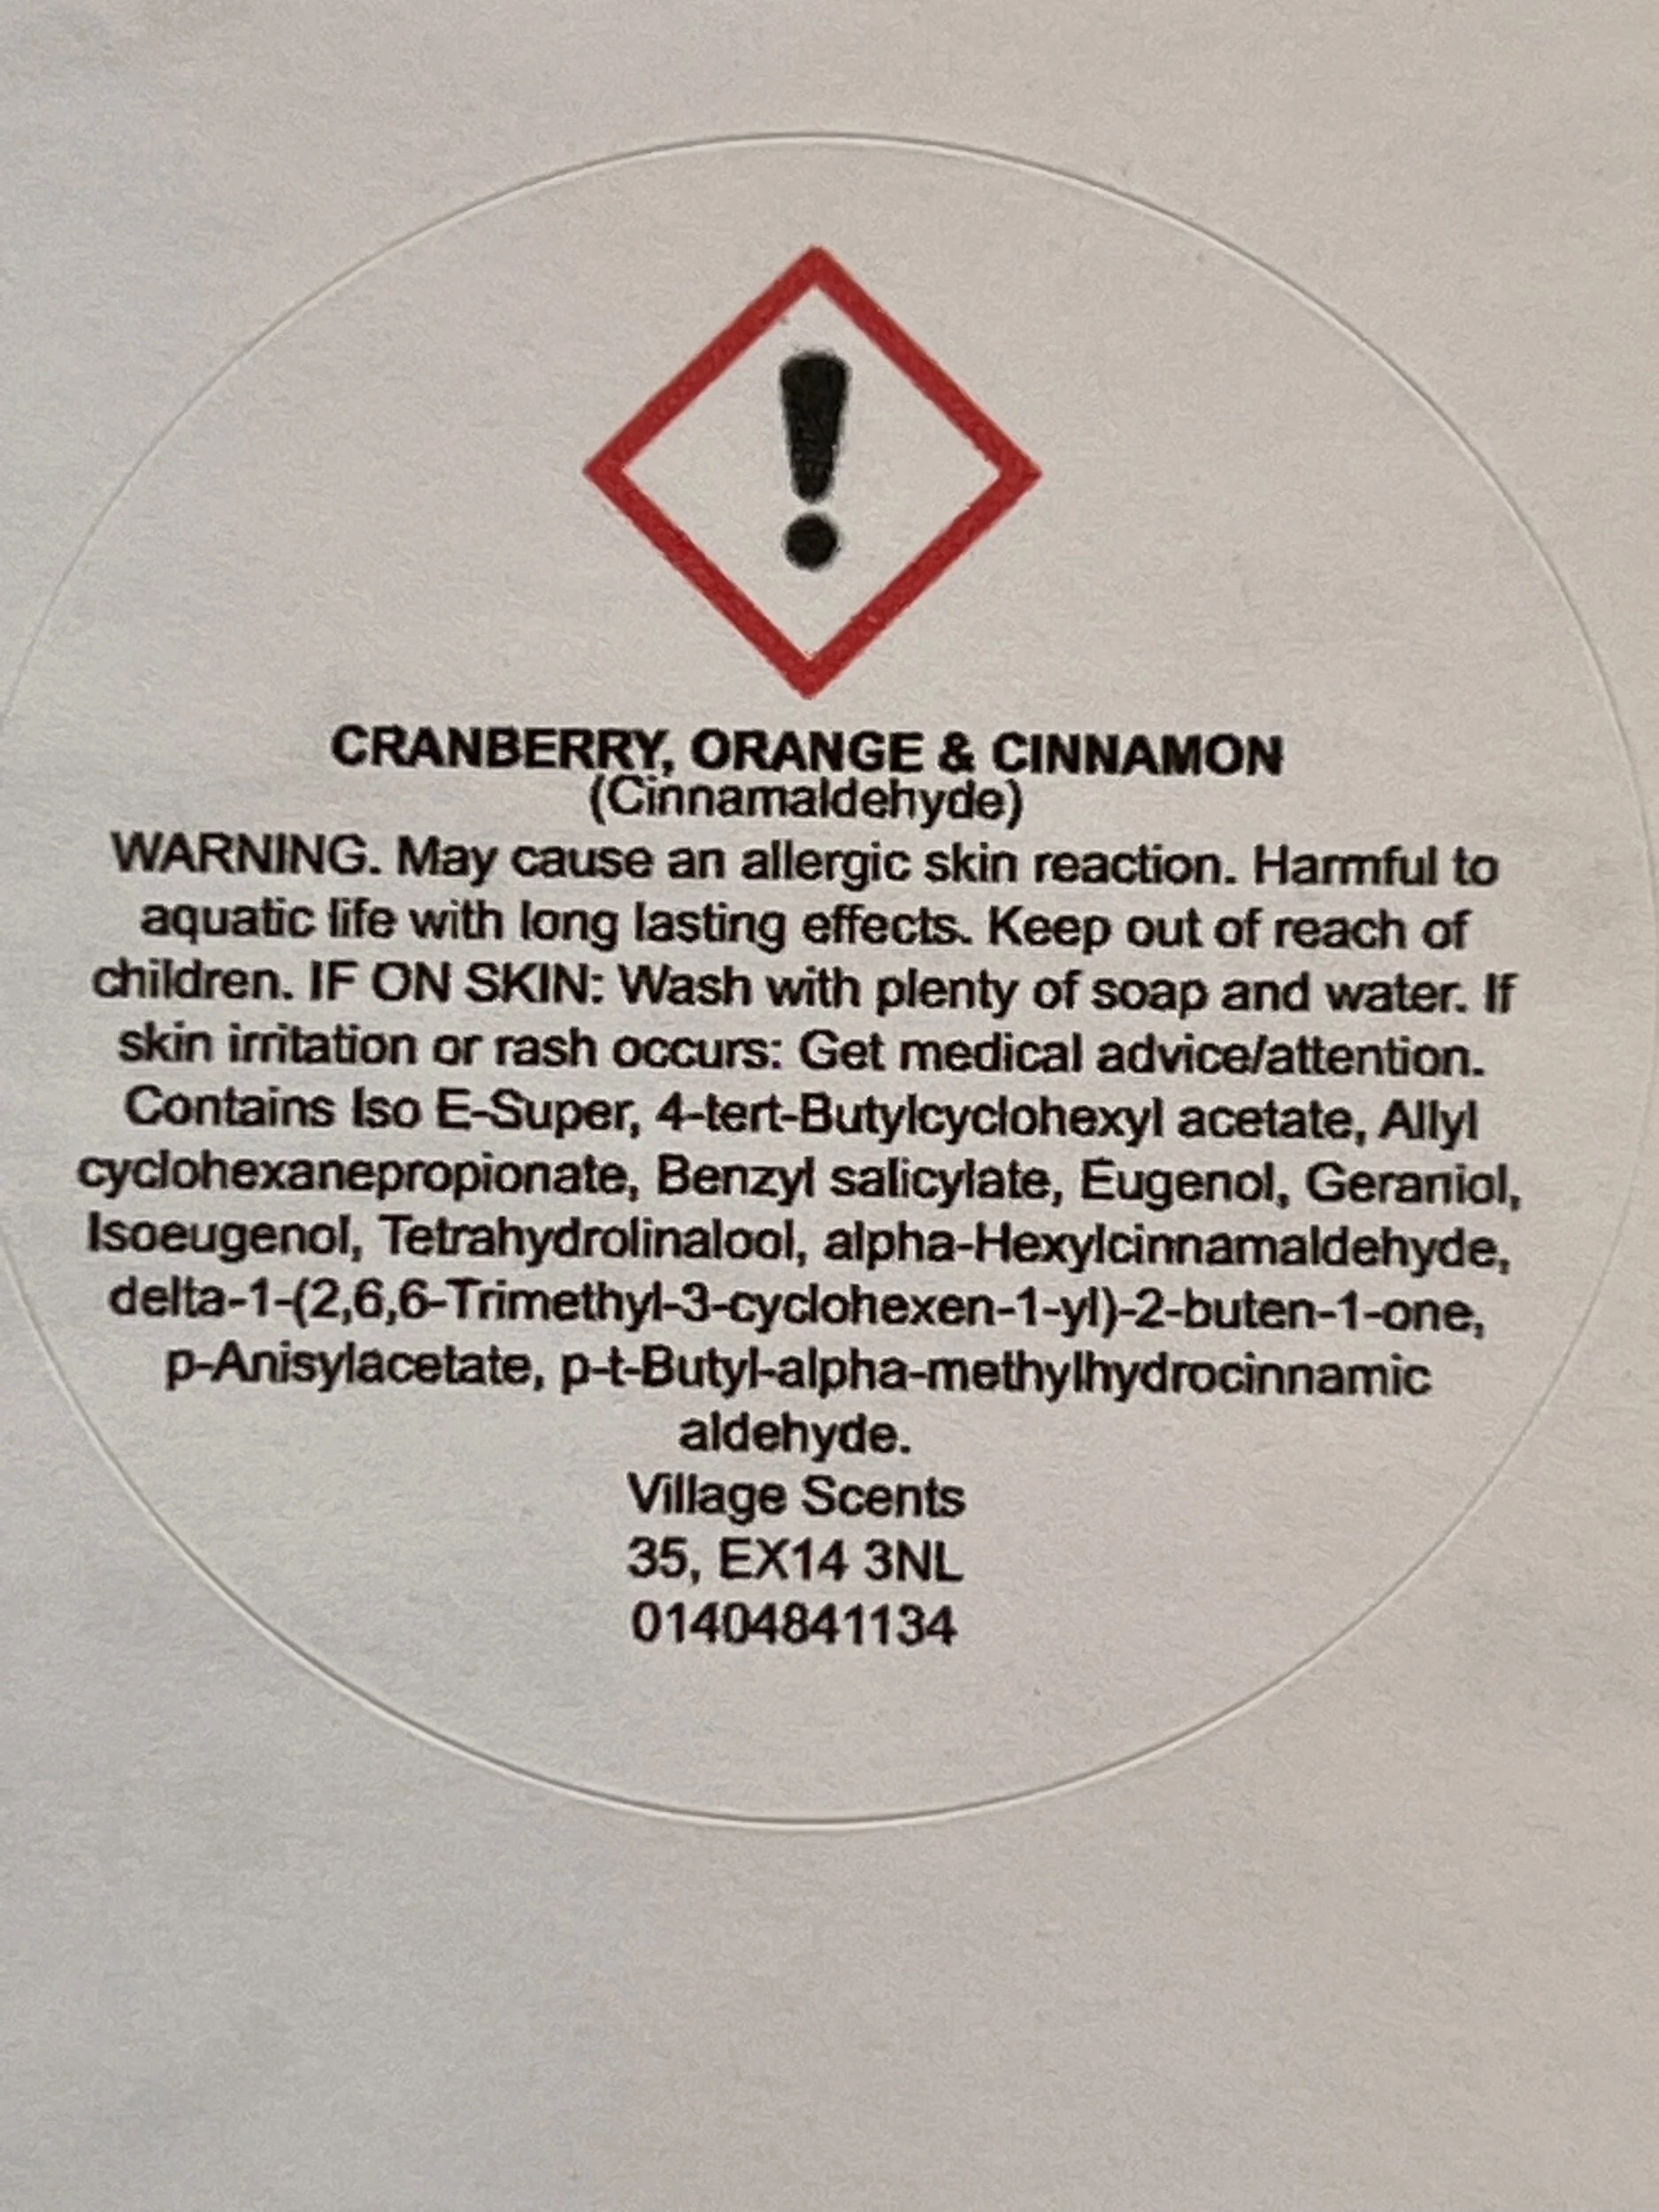 CRANBERRY, ORANGE & CINNAMON
(Cinnamaldehyde)
WARNING. May cause an allergic skin reaction. Harmful to
aquatic life with long lasting effects. Keep out of reach of
children. IF ON SKIN: Wash with plenty of soap and water. If
skin irritation or rash occurs: Get medical advice/attention.
Contains Iso E-Super, 4-tert-Butylcyclohexyl acetate, Allyl
cyclohexanepropionate, Benzyl salicylate, Eugenol, Geraniol,
Isoeugenol, Tetrahydrolinalool, alpha-Hexylcinnamaldehyde,
delta-1-(2,6,6-Trimethyl-3-cyclohexen-1-yl)-2-buten-1-one,
p-Anisylacetate, p-t-Butyl-alpha-methylhydrocinnamic
aldehyde.
Village Scents
35, EX14 3NL
01404841134